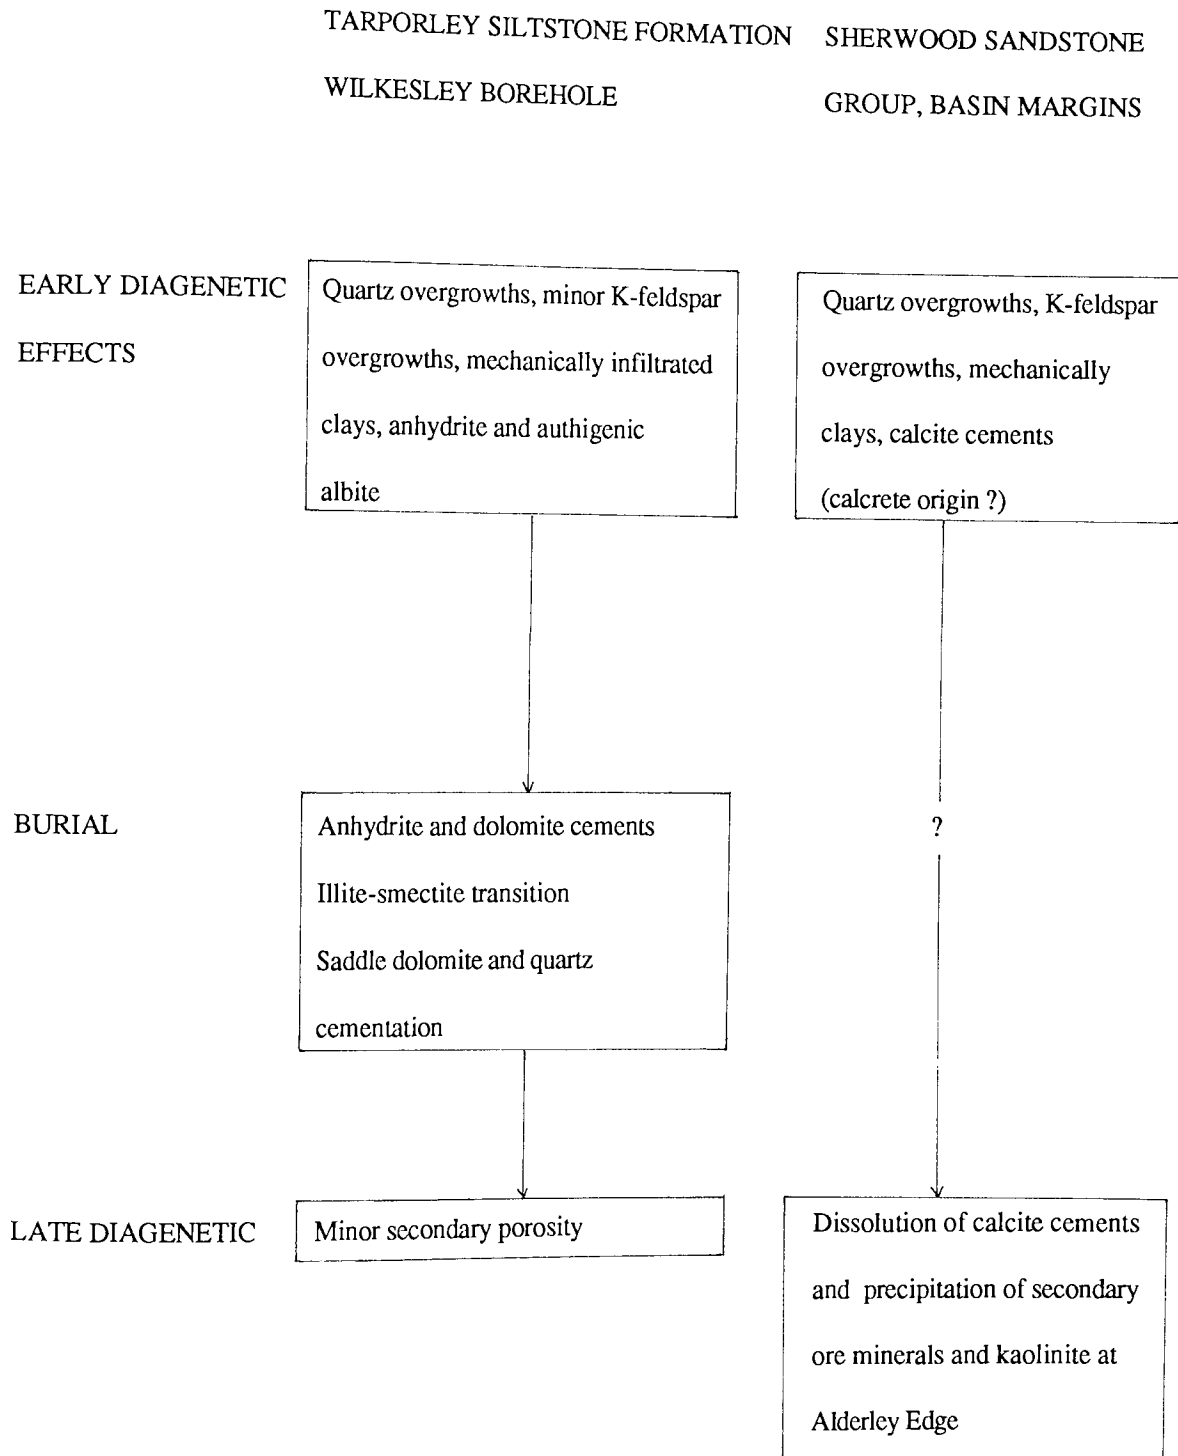 TARPORLEY SILTSTONE FORMATION
WILKESLEY BOREHOLE
SHERWOOD SANDSTONE
GROUP, BASIN MARGINS
EARLY DIAGENETIC
EFFECTS
Quartz overgrowths, minor K-feldspar
overgrowths, mechanically infiltrated
clays, anhydrite and authigenic
albite
Quartz overgrowths, K-feldspar
overgrowths, mechanically
clays, calcite cements
(calcrete origin ?)
BURIAL
Anhydrite and dolomite cements
Illite-smectite transition
Saddle dolomite and quartz
cementation
?
LATE DIAGENETIC
Minor secondary porosity
Dissolution of calcite cements
and precipitation of secondary
ore minerals and kaolinite at
Alderley Edge